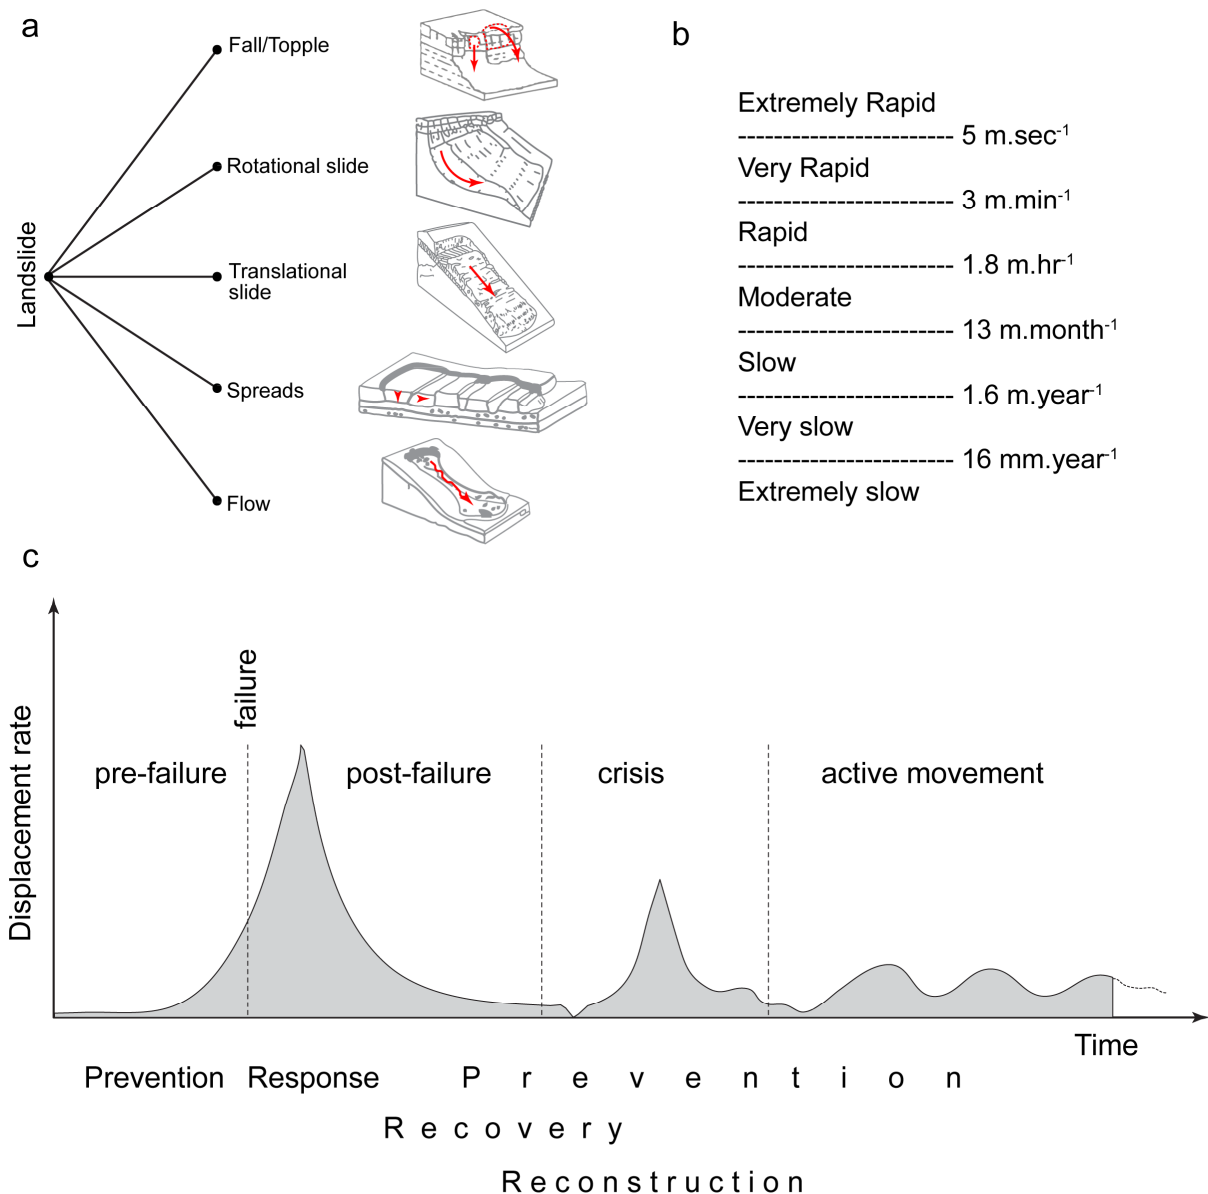 a
Fall/Topple
Rotational slide
Landslide
Translational
slide
Spreads
Flow
b
Extremely Rapid
----------------------- 5 m.sec⁻¹
Very Rapid
----------------------- 3 m.min⁻¹
Rapid
----------------------- 1.8 m.hr⁻¹
Moderate
----------------------- 13 m.month⁻¹
Slow
----------------------- 1.6 m.year⁻¹
Very slow
----------------------- 16 mm.year⁻¹
Extremely slow
c
Displacement rate
failure
pre-failure post-failure crisis active movement
Time
Prevention Response P r e v e n t i o n
R e c o v e r y
R e c o n s t r u c t i o n